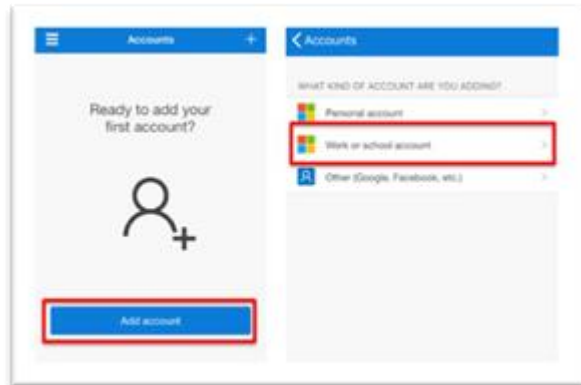 Accounts
+
Ready to add your
first account?
Add account
Accounts
WHAT KIND OF ACCOUNT ARE YOU ADDING?
Personal account
Work or school account
Other (Google, Facebook, etc.)